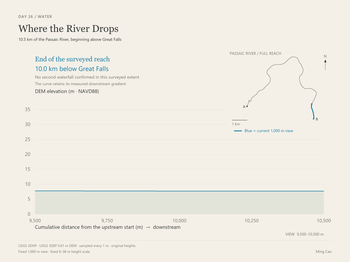 DAY 26 / WATER
Where the River Drops
10.5 km of the Passaic River, beginning above Great Falls
End of the surveyed reach
10.0 km below Great Falls
No second waterfall confirmed in this surveyed extent
The curve retains its measured downstream gradient
DEM elevation (m · NAVD88)
PASSAIC RIVER / FULL REACH
N
A
B
1 km
Blue = current 1,000 m view
35
30
25
20
15
10
5
0
9,500
9,750
10,000
10,250
10,500
Cumulative distance from the upstream start (m) → downstream
VIEW 9,500–10,500 m
Ming Cao